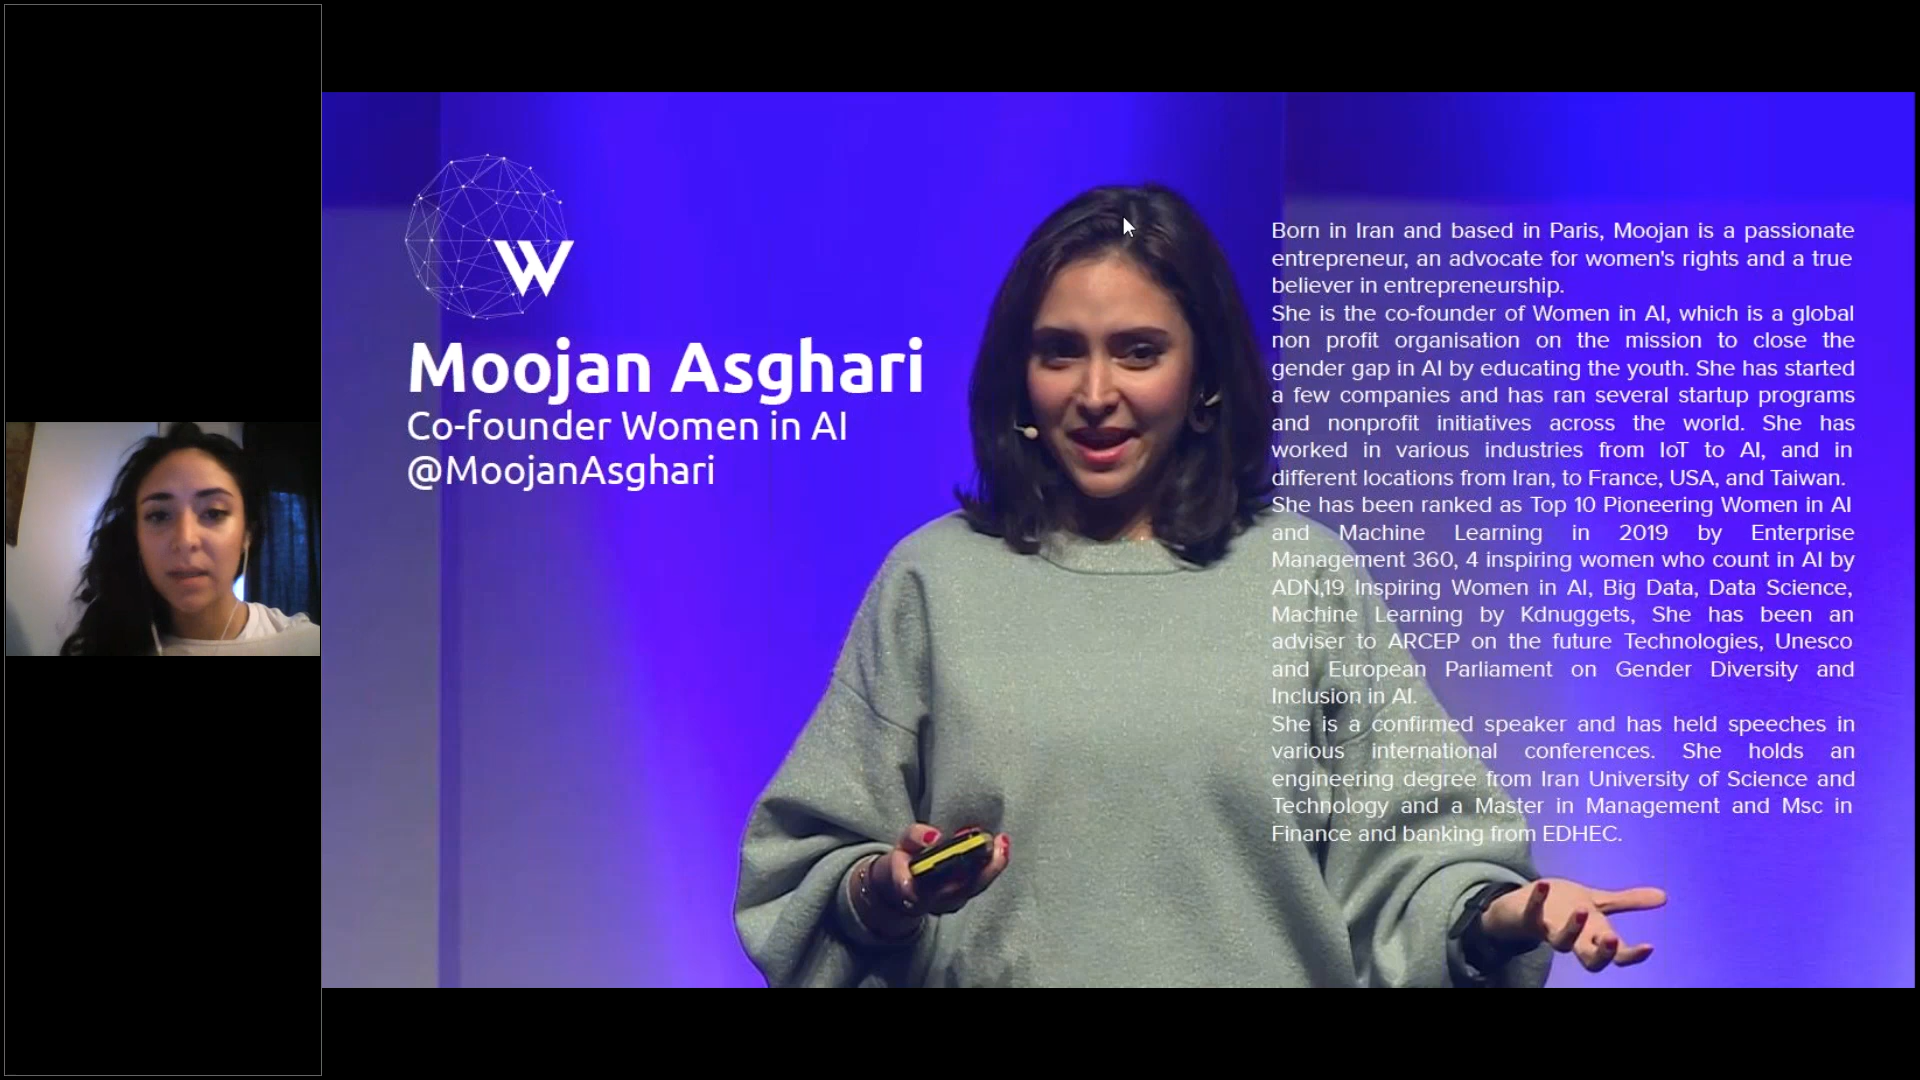 W
Moojan Asghari
Co-founder Women in AI
@MoojanAsghari
Born in Iran and based in Paris, Moojan is a passionate
entrepreneur, an advocate for women's rights and a true
believer in entrepreneurship.
She is the co-founder of Women in AI, which is a global
non profit organisation on the mission to close the
gender gap in AI by educating the youth. She has started
a few companies and has ran several startup programs
and nonprofit initiatives across the world. She has
worked in various industries from IoT to AI, and in
different locations from Iran, to France, USA, and Taiwan.
She has been ranked as Top 10 Pioneering Women in AI
and Machine Learning in 2019 by Enterprise
Management 360, 4 inspiring women who count in AI by
ADN,19 Inspiring Women in AI, Big Data, Data Science,
Machine Learning by Kdnuggets, She has been an
adviser to ARCEP on the future Technologies, Unesco
and European Parliament on Gender Diversity and
Inclusion in AI.
She is a confirmed speaker and has held speeches in
various international conferences. She holds an
engineering degree from Iran University of Science and
Technology and a Master in Management and Msc in
Finance and banking from EDHEC.